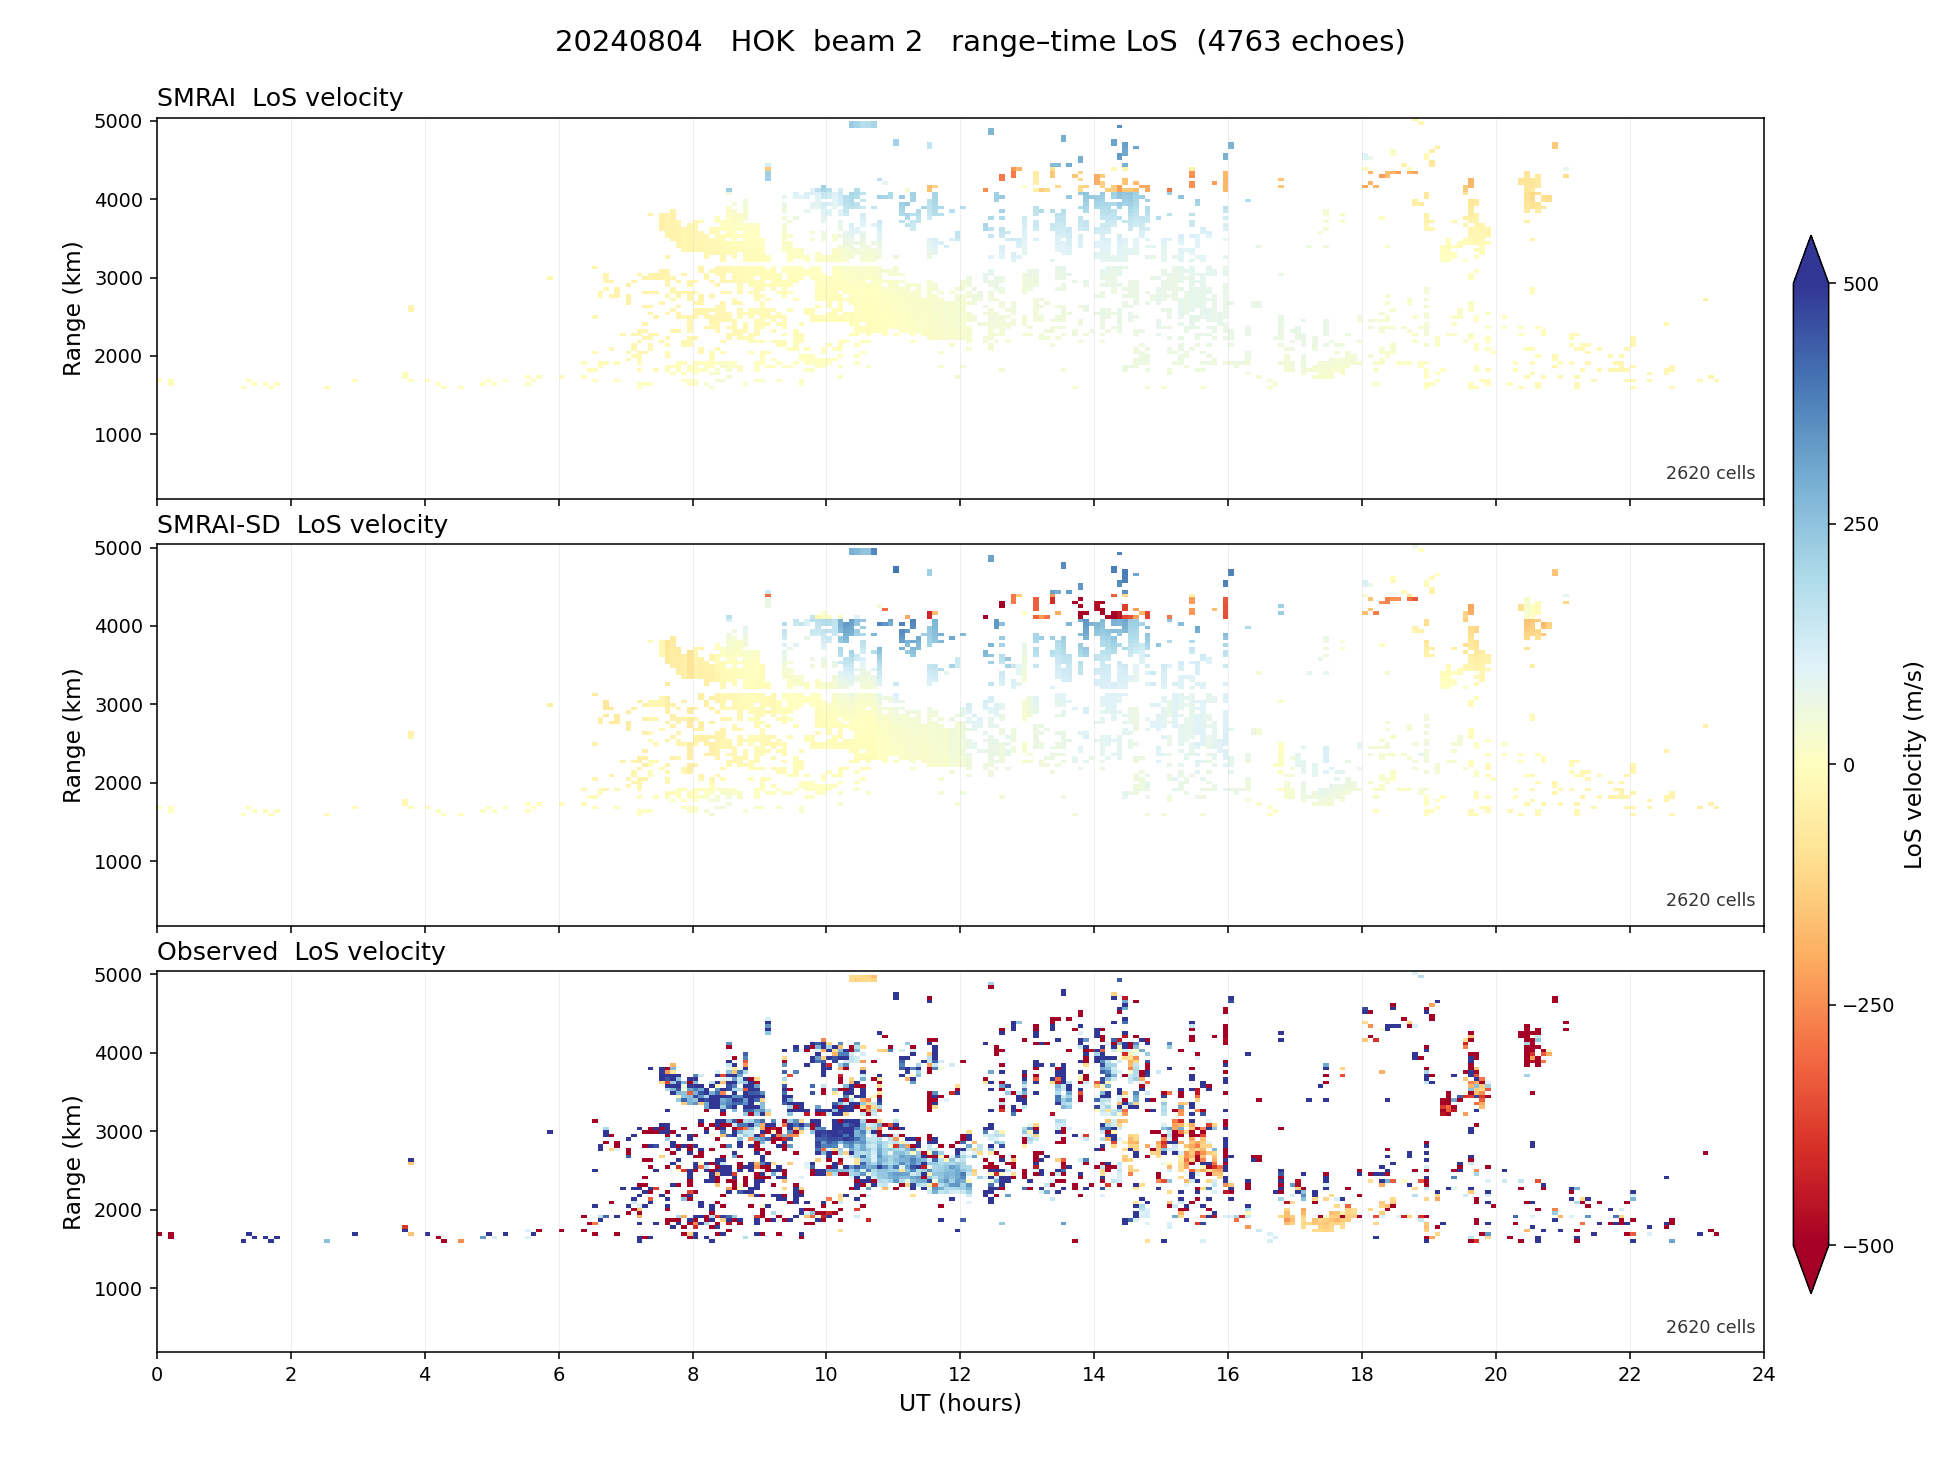 20240804   HOK  beam 2   range–time LoS  (4763 echoes)
SMRAI  LoS velocity
5000
4000
3000
2000
1000
Range (km)
2620 cells
SMRAI-SD  LoS velocity
5000
4000
3000
2000
1000
Range (km)
2620 cells
Observed  LoS velocity
5000
4000
3000
2000
1000
Range (km)
2620 cells
0 2 4 6 8 10 12 14 16 18 20 22 24
UT (hours)
500
250
0
−250
−500
LoS velocity (m/s)